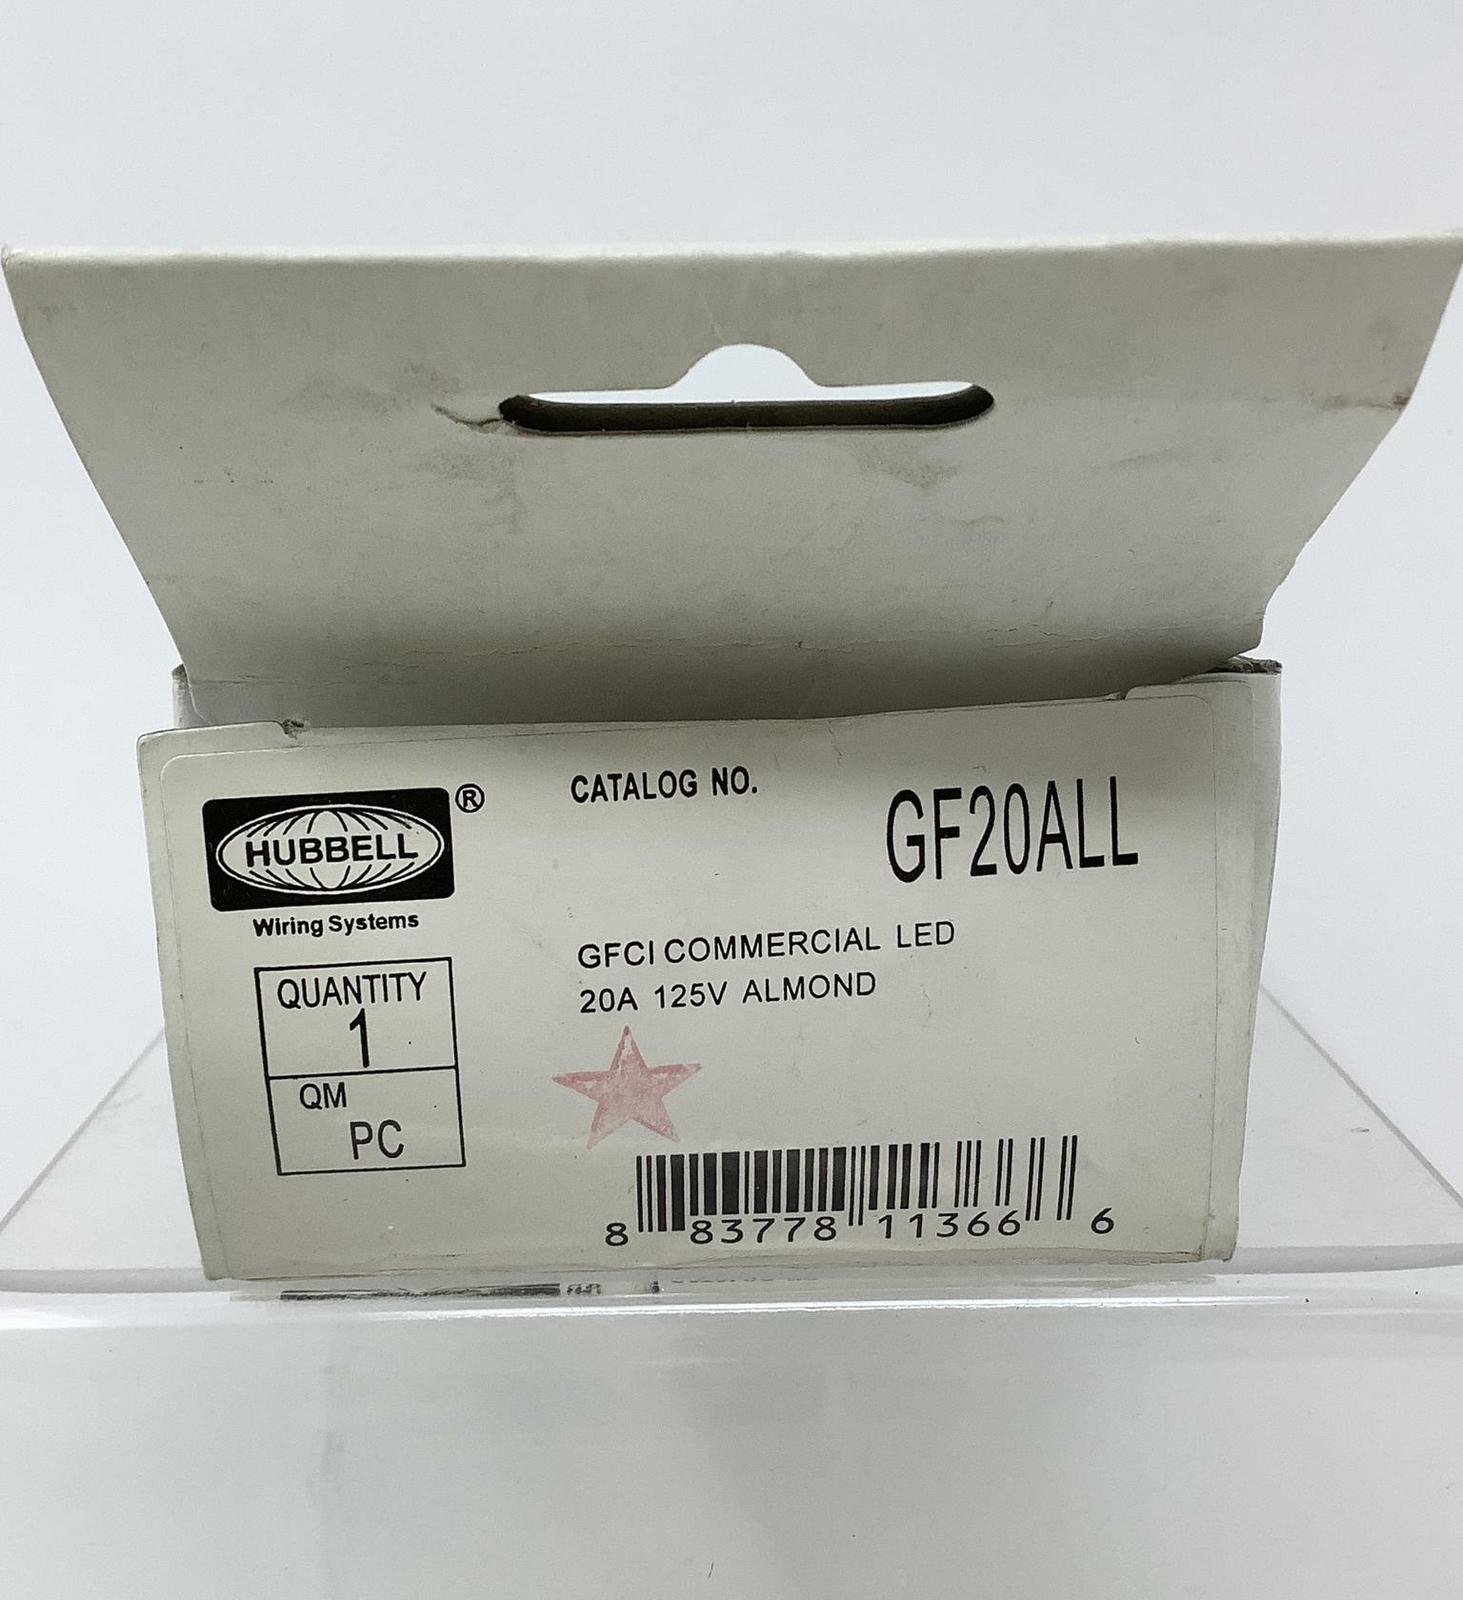 HUBBELL ®
Wiring Systems
QUANTITY
1
QM
PC
CATALOG NO.
GF20ALL
GFCI COMMERCIAL LED
20A 125V ALMOND
8 83778 11366 6